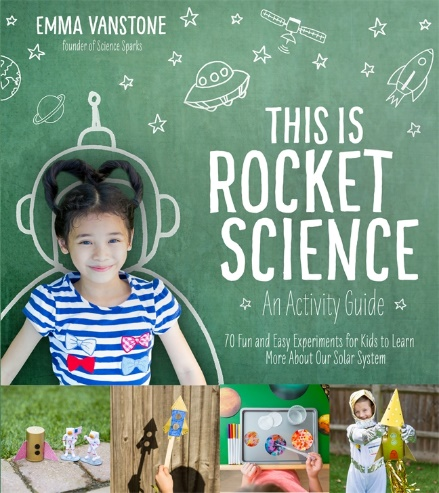 EMMA VANSTONE
founder of Science Sparks
THIS IS
ROCKET
SCIENCE
An Activity Guide
70 Fun and Easy Experiments for Kids to Learn
More About Our Solar System